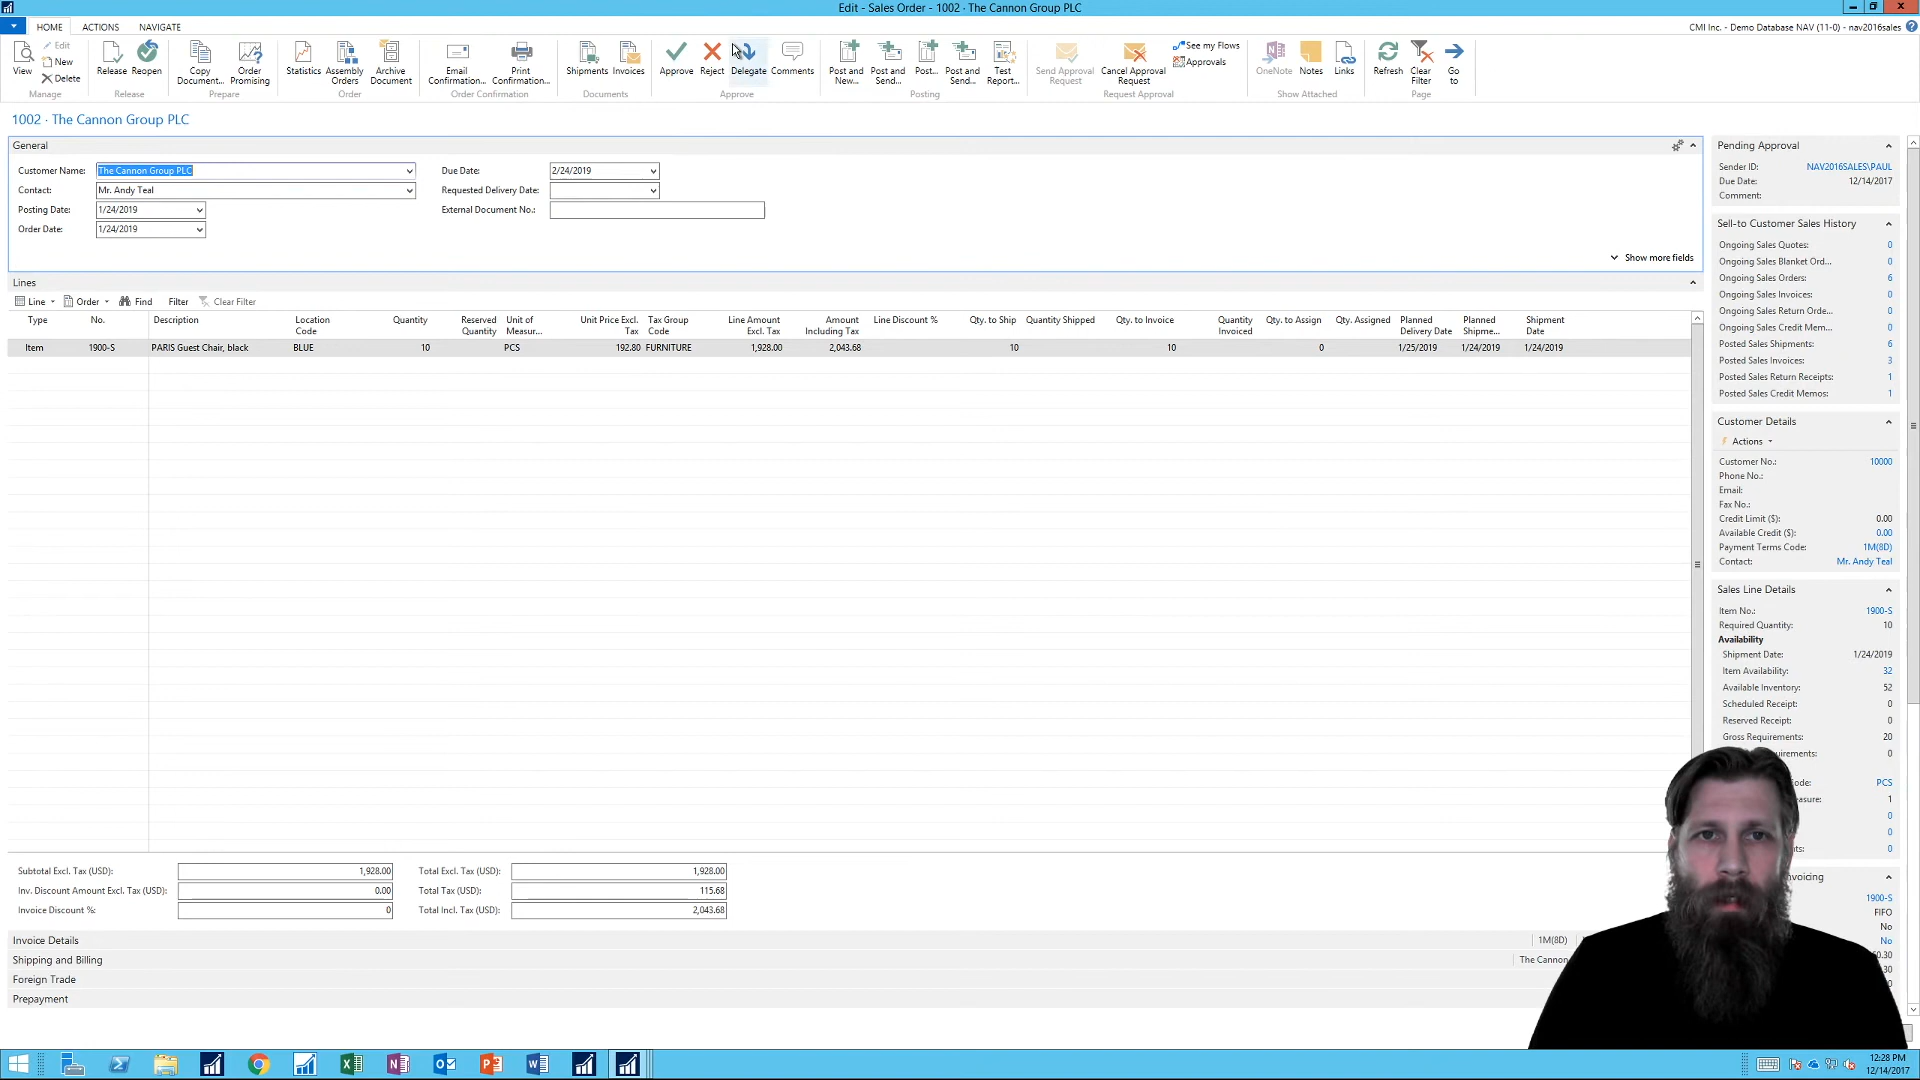 Edit - Sales Order - 1002 · The Cannon Group PLC
HOME ACTIONS NAVIGATE
CMI Inc. - Demo Database NAV (11-0) - nav2016sales
View
Edit
New
Delete
Manage
Release
Reopen
Release
Copy Document...
Order Promising
Prepare
Statistics
Assembly Orders
Archive Document
Order
Email Confirmation...
Print Confirmation...
Order Confirmation
Shipments
Invoices
Documents
Approve
Reject
Delegate
Comments
Approve
Post and New...
Post and Send...
Post...
Post and Send...
Test Report...
Posting
Send Approval Request
Cancel Approval Request
See my Flows
Approvals
Request Approval
OneNote
Notes
Links
Show Attached
Refresh
Clear Filter
Go to
Page
1002 · The Cannon Group PLC
General
Customer Name: The Cannon Group PLC
Contact: Mr. Andy Teal
Posting Date: 1/24/2019
Order Date: 1/24/2019
Due Date: 2/24/2019
Requested Delivery Date:
External Document No.:
Show more fields
Lines
Line Order Find Filter Clear Filter
Type No. Description Location Code Quantity Reserved Quantity Unit of Measur... Unit Price Excl. Tax Tax Group Code Line Amount Excl. Tax Amount Including Tax Line Discount % Qty. to Ship Quantity Shipped Qty. to Invoice Quantity Invoiced Qty. to Assign Qty. Assigned Planned Delivery Date Planned Shipme... Shipment Date
Item 1900-S PARIS Guest Chair, black BLUE 10 PCS 192.80 FURNITURE 1,928.00 2,043.68 10 10 0 1/25/2019 1/24/2019 1/24/2019
Subtotal Excl. Tax (USD): 1,928.00 Total Excl. Tax (USD): 1,928.00
Inv. Discount Amount Excl. Tax (USD): 0.00 Total Tax (USD): 115.68
Invoice Discount %: 0 Total Incl. Tax (USD): 2,043.68
Invoice Details 1M(8D)
Shipping and Billing The Cannon
Foreign Trade
Prepayment
Pending Approval
Sender ID: NAV2016SALES\PAUL
Due Date: 12/14/2017
Comment:
Sell-to Customer Sales History
Ongoing Sales Quotes: 0
Ongoing Sales Blanket Ord... 0
Ongoing Sales Orders: 6
Ongoing Sales Invoices: 0
Ongoing Sales Return Orde... 0
Ongoing Sales Credit Mem... 0
Posted Sales Shipments: 6
Posted Sales Invoices: 3
Posted Sales Return Receipts: 1
Posted Sales Credit Memos: 1
Customer Details
Actions
Customer No.: 10000
Phone No.:
Email:
Fax No.:
Credit Limit ($): 0.00
Available Credit ($): 0.00
Payment Terms Code: 1M(8D)
Contact: Mr. Andy Teal
Sales Line Details
Item No.: 1900-S
Required Quantity: 10
Availability
Shipment Date: 1/24/2019
Item Availability: 32
Available Inventory: 52
Scheduled Receipt: 0
Reserved Receipt: 0
Gross Requirements: 20
uirements: 0
ode: PCS
easure: 1
0
0
ts: 0
nvoicing
1900-S
FIFO
No
No
12:28 PM
12/14/2017